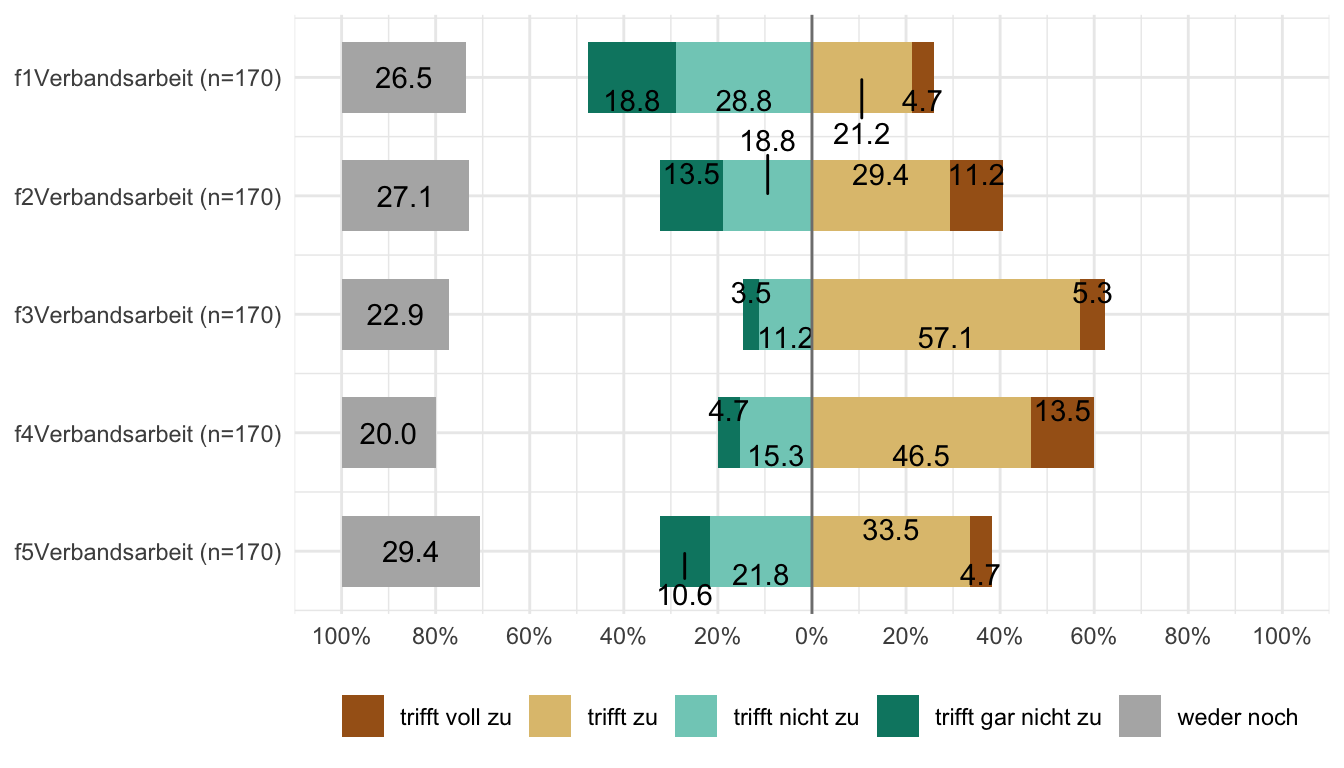 f1Verbandsarbeit (n=170) 26.5 18.8 28.8 21.2 4.7
f2Verbandsarbeit (n=170) 27.1 13.5 18.8 29.4 11.2
f3Verbandsarbeit (n=170) 22.9 3.5 11.2 57.1 5.3
f4Verbandsarbeit (n=170) 20.0 4.7 15.3 46.5 13.5
f5Verbandsarbeit (n=170) 29.4 10.6 21.8 33.5 4.7
100% 80% 60% 40% 20% 0% 20% 40% 60% 80% 100%
trifft voll zu trifft zu trifft nicht zu trifft gar nicht zu weder noch